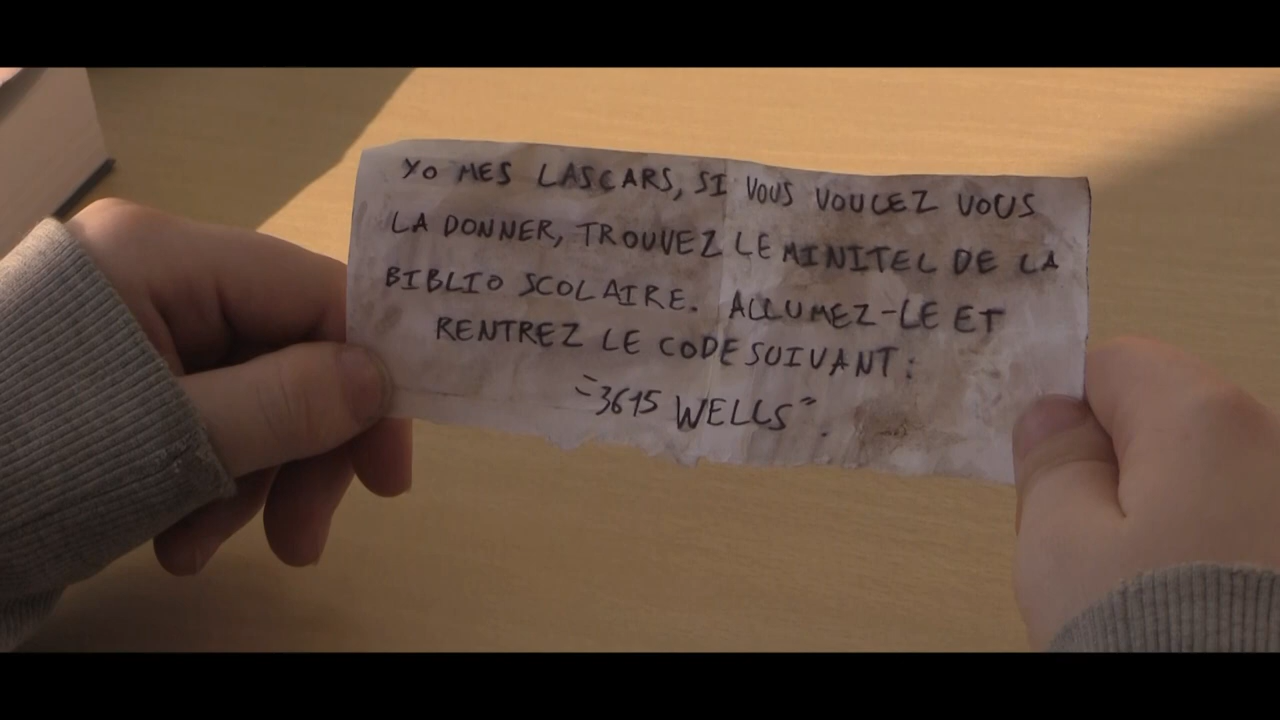 YO MES LASCARS, SI VOUS VOULEZ VOUS
LA DONNER, TROUVEZ LE MINITEL DE LA
BIBLIO SCOLAIRE. ALLUMEZ-LE ET
RENTREZ LE CODE SUIVANT :
"3615 WELLS".